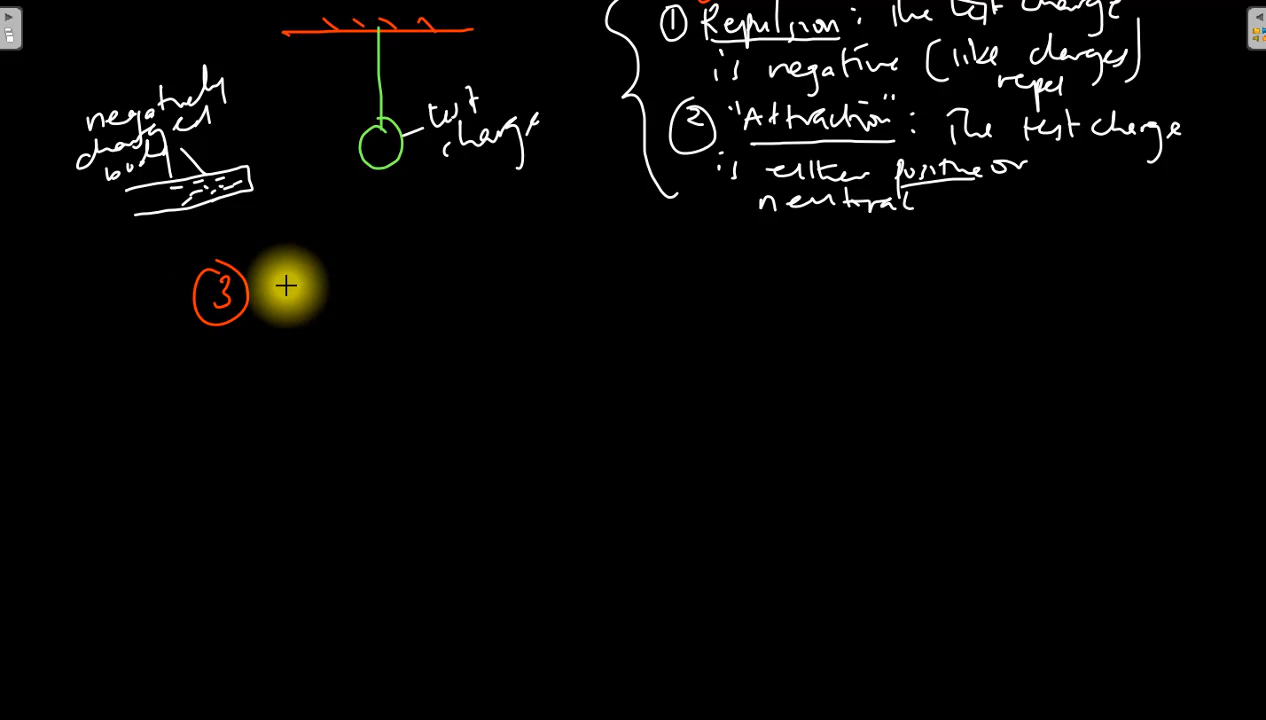 ① Repulsion : The test charge
is negative (like charges)
repel
② "Attraction" : The test charge
is either positive or
neutral
negatively
charged
body
test
charge
③